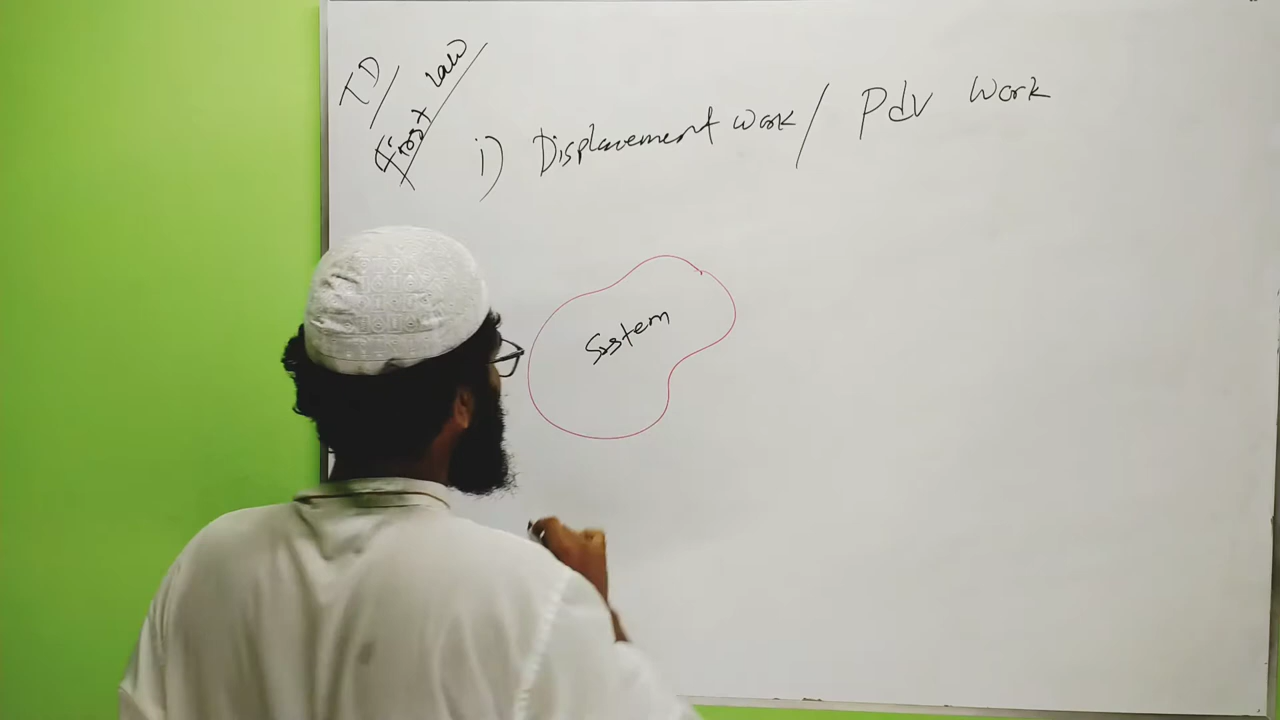 TD/
First law
i) Displacement work / Pdv work
System